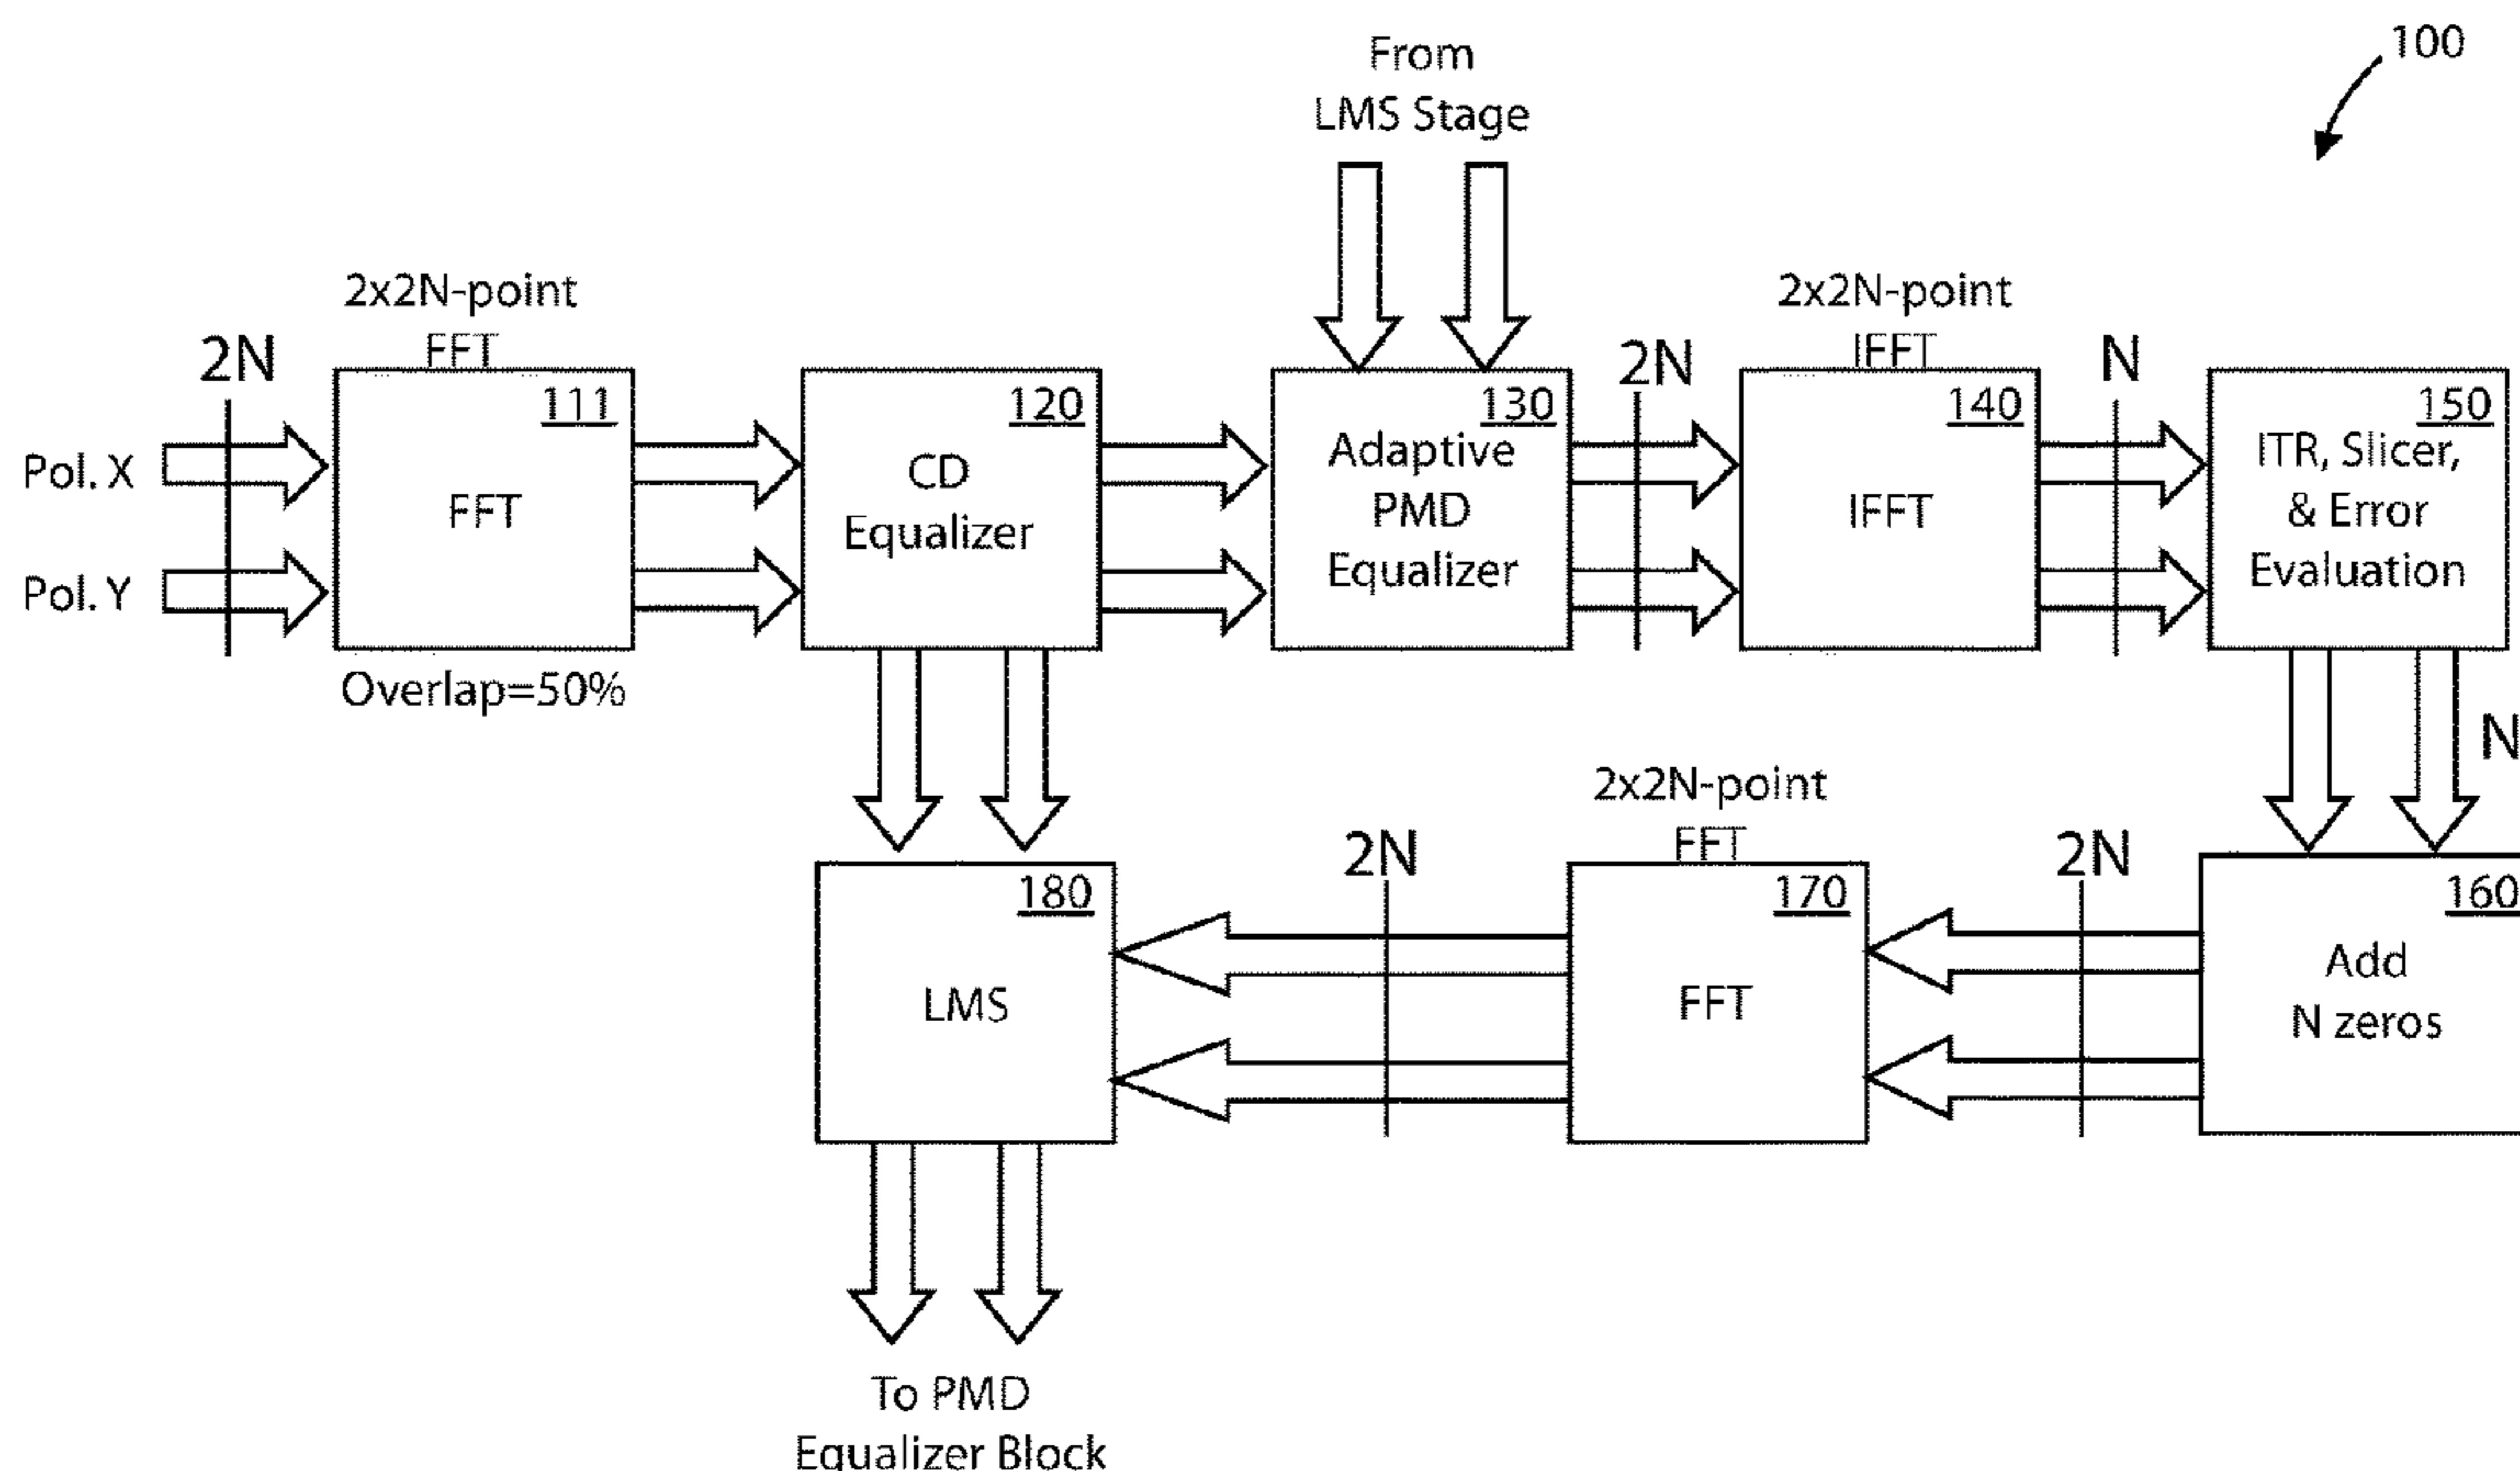 100
From
LMS Stage
2x2N-point
FFT
2x2N-point
IFFT
2N
2N
N
111
120
130
140
150
Pol. X
Pol. Y
FFT
CD
Equalizer
Adaptive
PMD
Equalizer
IFFT
ITR, Slicer,
& Error
Evaluation
Overlap=50%
N
2x2N-point
FFT
2N
2N
180
170
160
LMS
FFT
Add
N zeros
To PMD
Equalizer Block